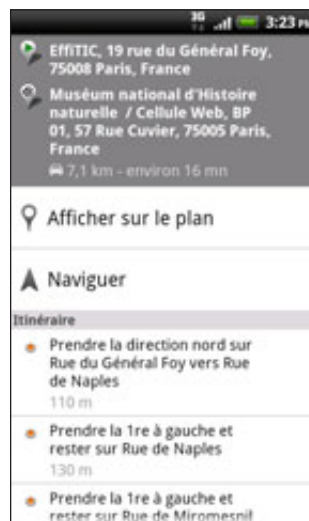 3G 3:23 PM
EffiTIC, 19 rue du Général Foy,
75008 Paris, France
Muséum national d'Histoire
naturelle / Cellule Web, BP
01, 57 Rue Cuvier, 75005 Paris,
France
7,1 km - environ 16 mn
Afficher sur le plan
Naviguer
Itinéraire
Prendre la direction nord sur
Rue du Général Foy vers Rue
de Naples
110 m
Prendre la 1re à gauche et
rester sur Rue de Naples
130 m
Prendre la 1re à gauche et
rester sur Rue de Miromesnil